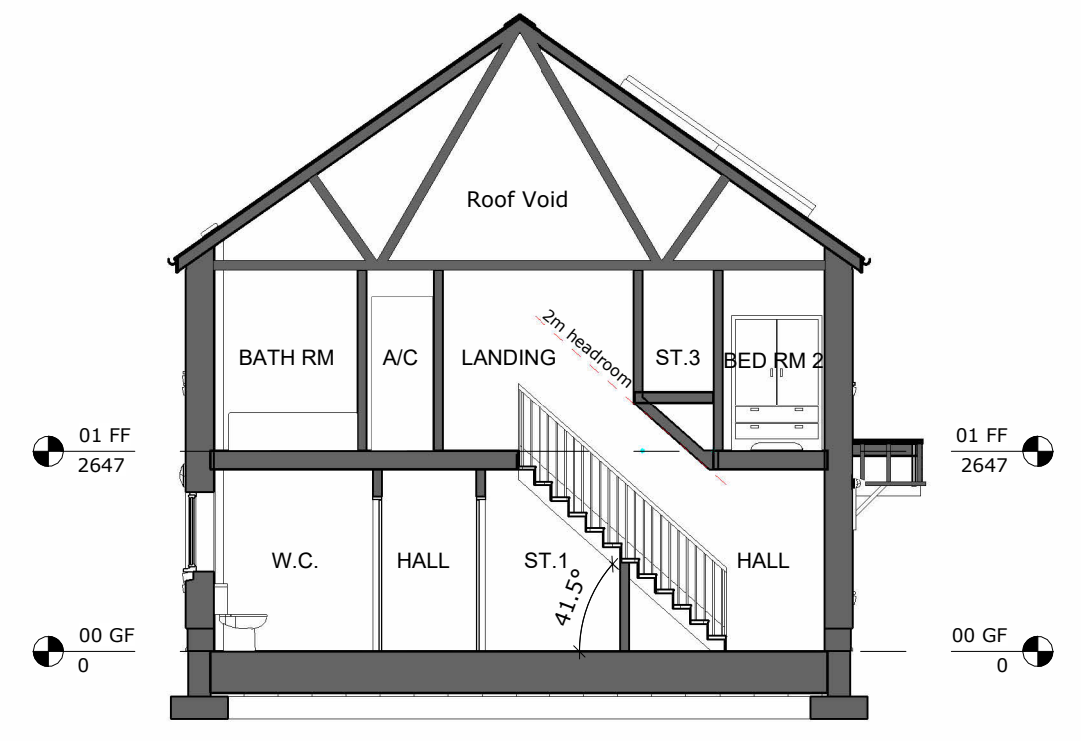 Roof Void
2m headroom
BATH RM
A/C
LANDING
ST.3
BED RM 2
01 FF
2647
01 FF
2647
W.C.
HALL
ST.1
HALL
41.5°
00 GF
0
00 GF
0